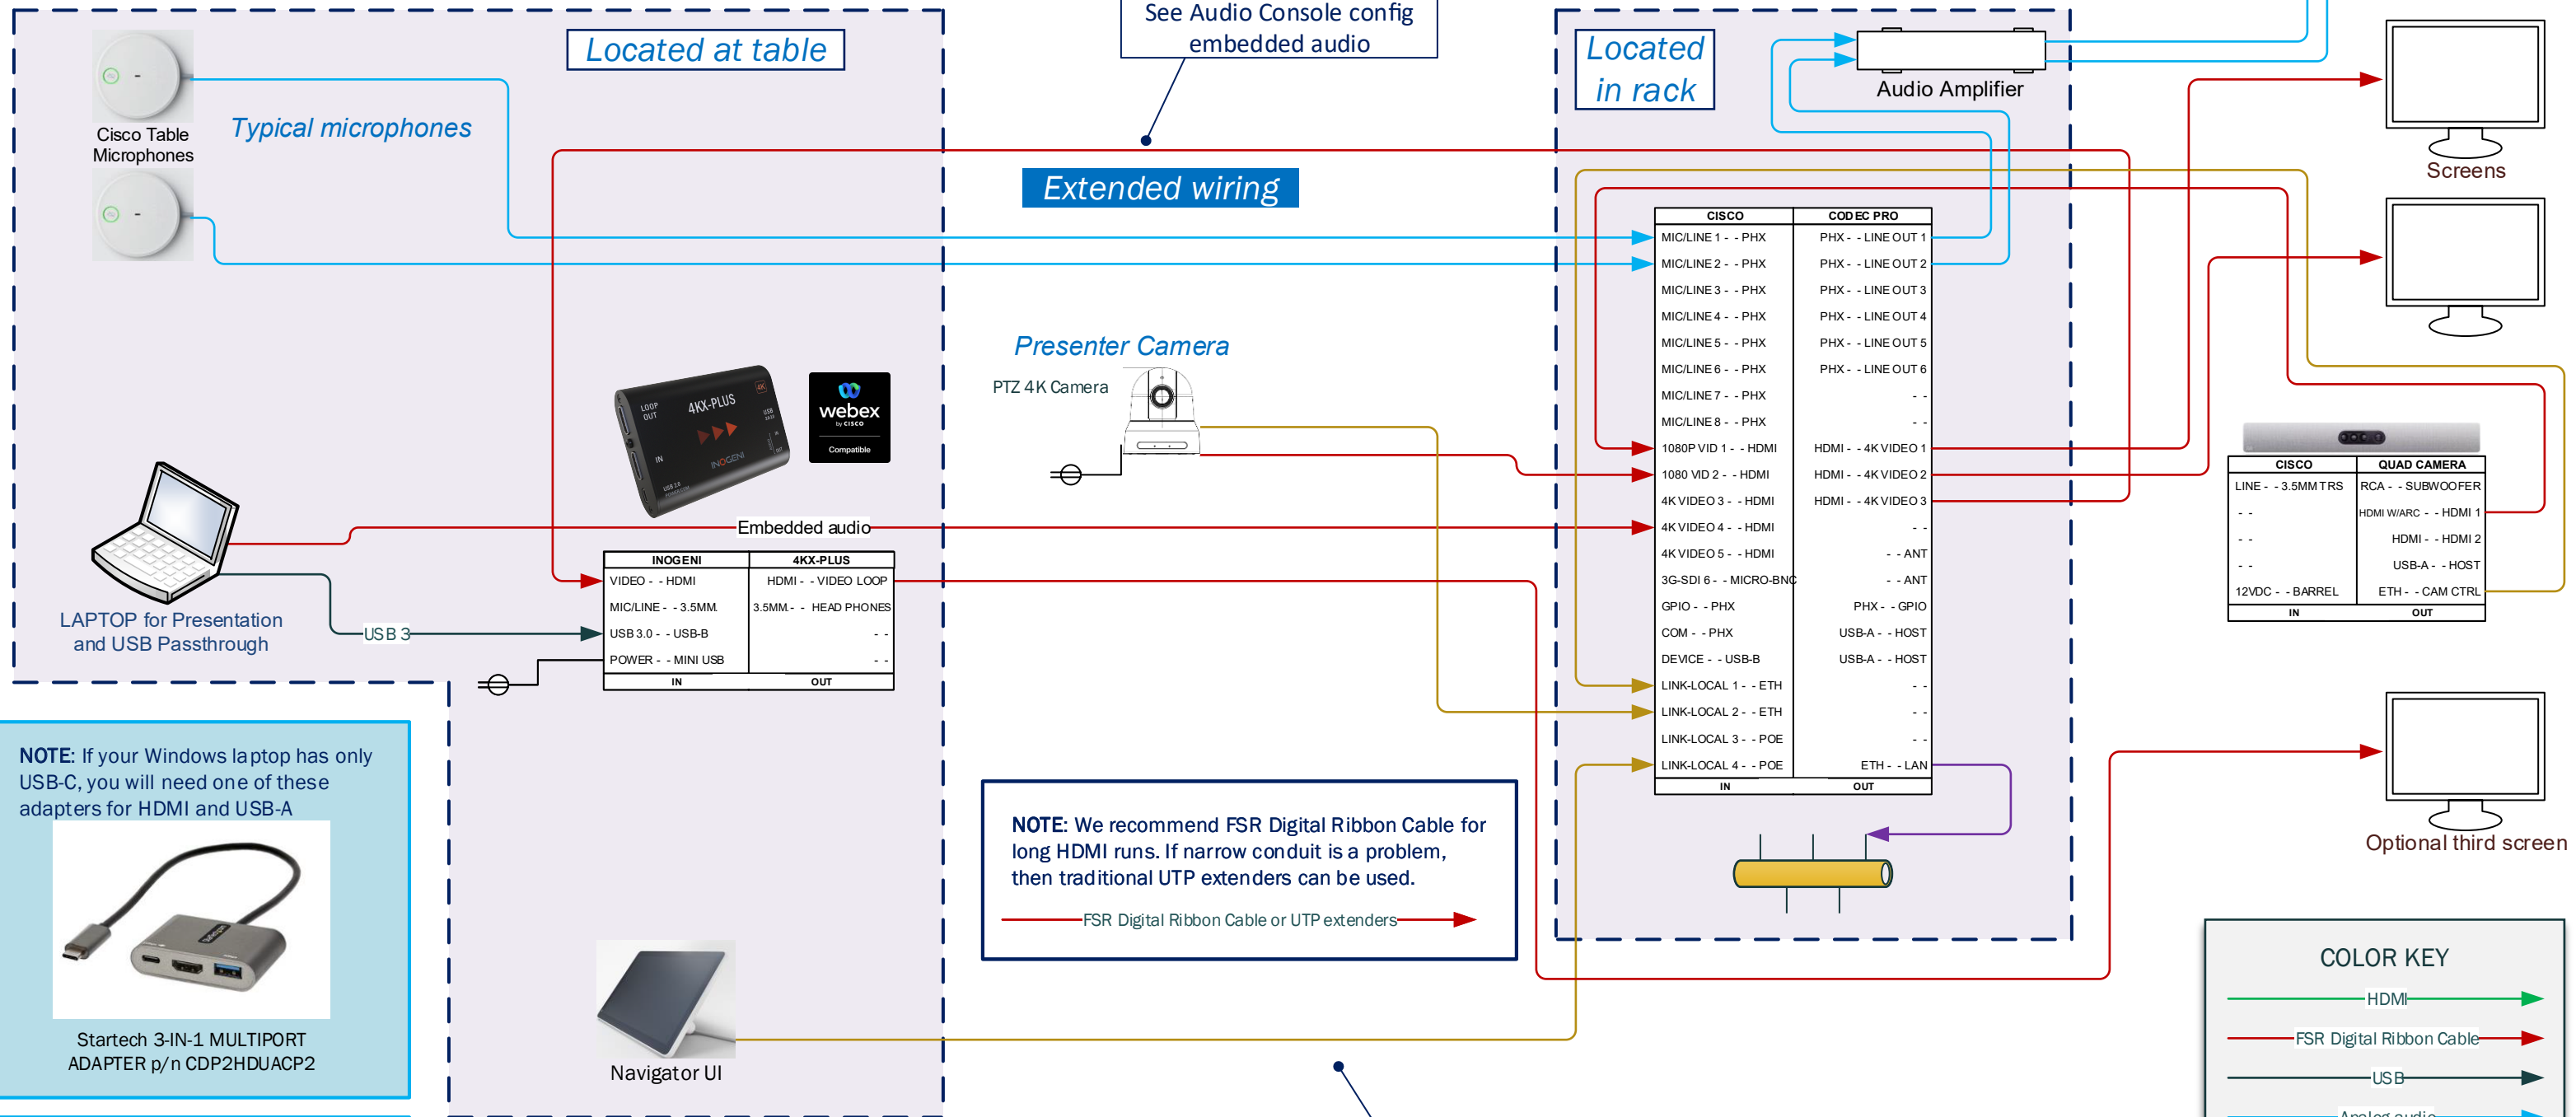 See Audio Console config
embedded audio
Located at table
Cisco Table
Microphones
Typical microphones
Extended wiring
Located
in rack
Audio Amplifier
Screens
Presenter Camera
PTZ 4K Camera
LOOP
OUT
4KX-PLUS
4K
USB
IN
INOGENI
USB 2.0
webex
by CISCO
Compatible
Embedded audio
LAPTOP for Presentation
and USB Passthrough
USB 3
INOGENI 4KX-PLUS
VIDEO - - HDMI HDMI - - VIDEO LOOP
MIC/LINE - - 3.5MM. 3.5MM.- - HEAD PHONES
USB 3.0 - - USB-B - -
POWER - - MINI USB - -
IN OUT
CISCO CODEC PRO
MIC/LINE 1 - - PHX PHX - - LINE OUT 1
MIC/LINE 2 - - PHX PHX - - LINE OUT 2
MIC/LINE 3 - - PHX PHX - - LINE OUT 3
MIC/LINE 4 - - PHX PHX - - LINE OUT 4
MIC/LINE 5 - - PHX PHX - - LINE OUT 5
MIC/LINE 6 - - PHX PHX - - LINE OUT 6
MIC/LINE 7 - - PHX - -
MIC/LINE 8 - - PHX - -
1080P VID 1 - - HDMI HDMI - - 4K VIDEO 1
1080 VID 2 - - HDMI HDMI - - 4K VIDEO 2
4K VIDEO 3 - - HDMI HDMI - - 4K VIDEO 3
4K VIDEO 4 - - HDMI - -
4K VIDEO 5 - - HDMI - - ANT
3G-SDI 6 - - MICRO-BNC - - ANT
GPIO - - PHX PHX - - GPIO
COM - - PHX USB-A - - HOST
DEVICE - - USB-B USB-A - - HOST
LINK-LOCAL 1 - - ETH - -
LINK-LOCAL 2 - - ETH - -
LINK-LOCAL 3 - - POE - -
LINK-LOCAL 4 - - POE ETH - - LAN
IN OUT
CISCO QUAD CAMERA
LINE - - 3.5MM TRS RCA - - SUBWOOFER
- - HDMI W/ARC - - HDMI 1
- - HDMI - - HDMI 2
- - USB-A - - HOST
12VDC - - BARREL ETH - - CAM CTRL
IN OUT
NOTE: If your Windows laptop has only
USB-C, you will need one of these
adapters for HDMI and USB-A
Startech 3-IN-1 MULTIPORT
ADAPTER p/n CDP2HDUACP2
Navigator UI
NOTE: We recommend FSR Digital Ribbon Cable for
long HDMI runs. If narrow conduit is a problem,
then traditional UTP extenders can be used.
FSR Digital Ribbon Cable or UTP extenders
Optional third screen
COLOR KEY
HDMI
FSR Digital Ribbon Cable
USB
Analog audio